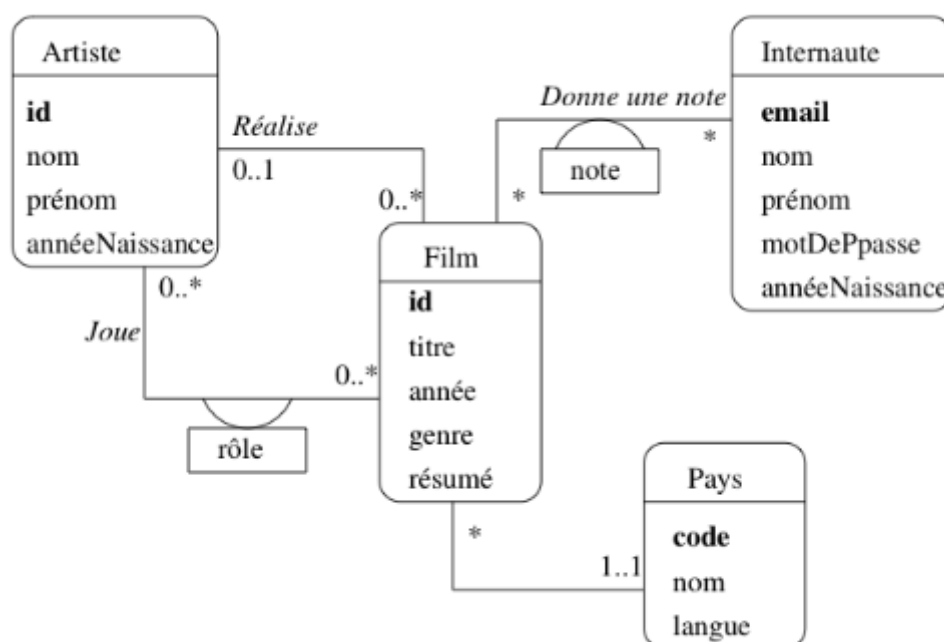 Artiste
id
nom
prénom
annéeNaissance
Réalise
0..1
0..*
Donne une note
*
note
*
Internaute
email
nom
prénom
motDePpasse
annéeNaissance
0..*
Joue
0..*
rôle
Film
id
titre
année
genre
résumé
*
1..1
Pays
code
nom
langue